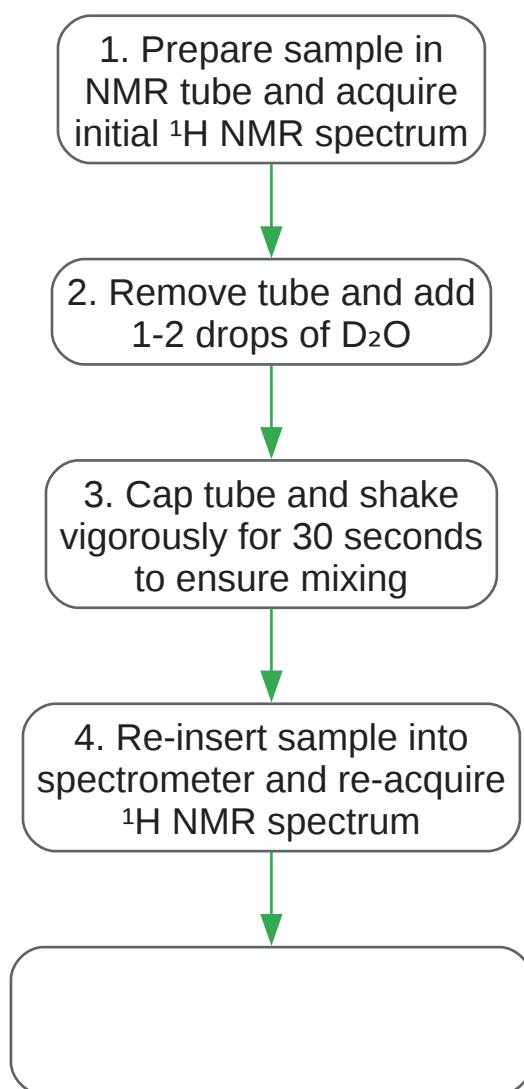 1. Prepare sample in
NMR tube and acquire
initial ¹H NMR spectrum
2. Remove tube and add
1-2 drops of D₂O
3. Cap tube and shake
vigorously for 30 seconds
to ensure mixing
4. Re-insert sample into
spectrometer and re-acquire
¹H NMR spectrum